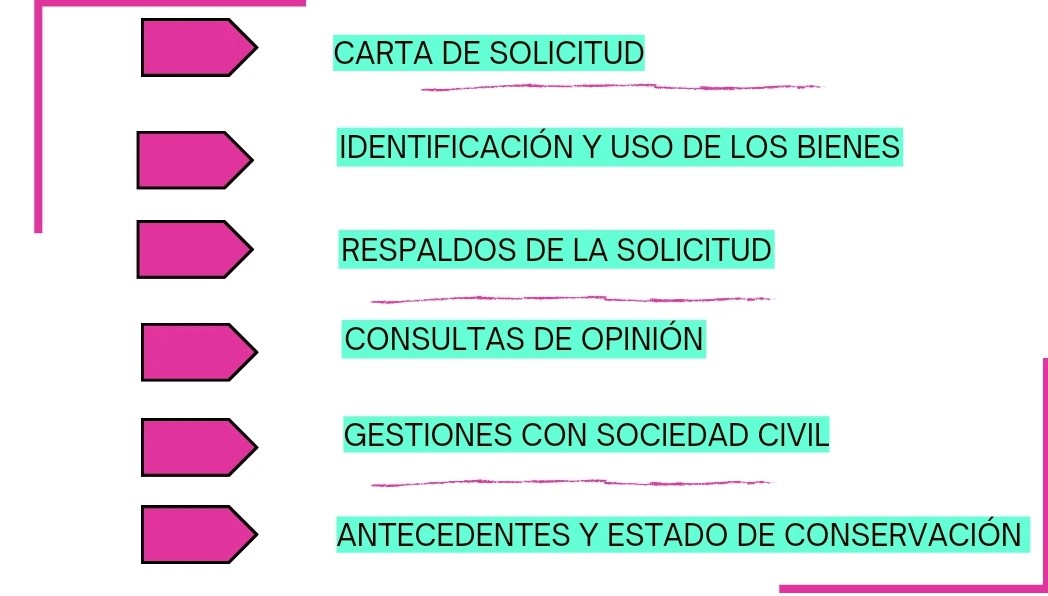 CARTA DE SOLICITUD
IDENTIFICACIÓN Y USO DE LOS BIENES
RESPALDOS DE LA SOLICITUD
CONSULTAS DE OPINIÓN
GESTIONES CON SOCIEDAD CIVIL
ANTECEDENTES Y ESTADO DE CONSERVACIÓN